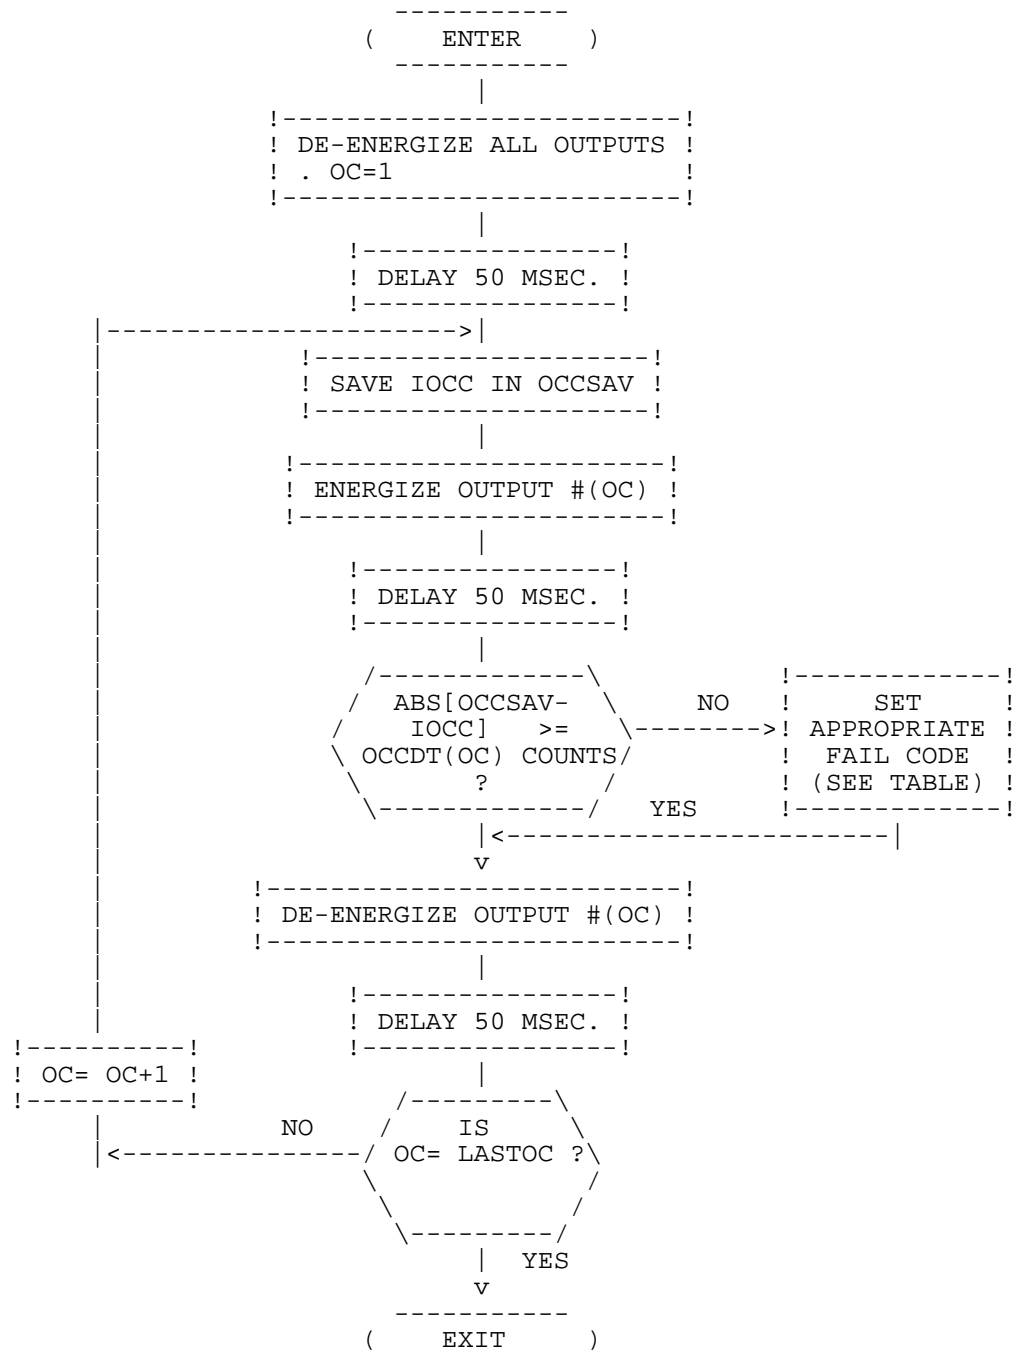 ENTER
DE-ENERGIZE ALL OUTPUTS
. OC=1
DELAY 50 MSEC.
SAVE IOCC IN OCCSAV
ENERGIZE OUTPUT #(OC)
DELAY 50 MSEC.
ABS[OCCSAV-
IOCC] >=
OCCDT(OC) COUNTS
?
NO
SET
APPROPRIATE
FAIL CODE
(SEE TABLE)
YES
DE-ENERGIZE OUTPUT #(OC)
DELAY 50 MSEC.
OC= OC+1
NO
IS
OC= LASTOC ?
YES
EXIT